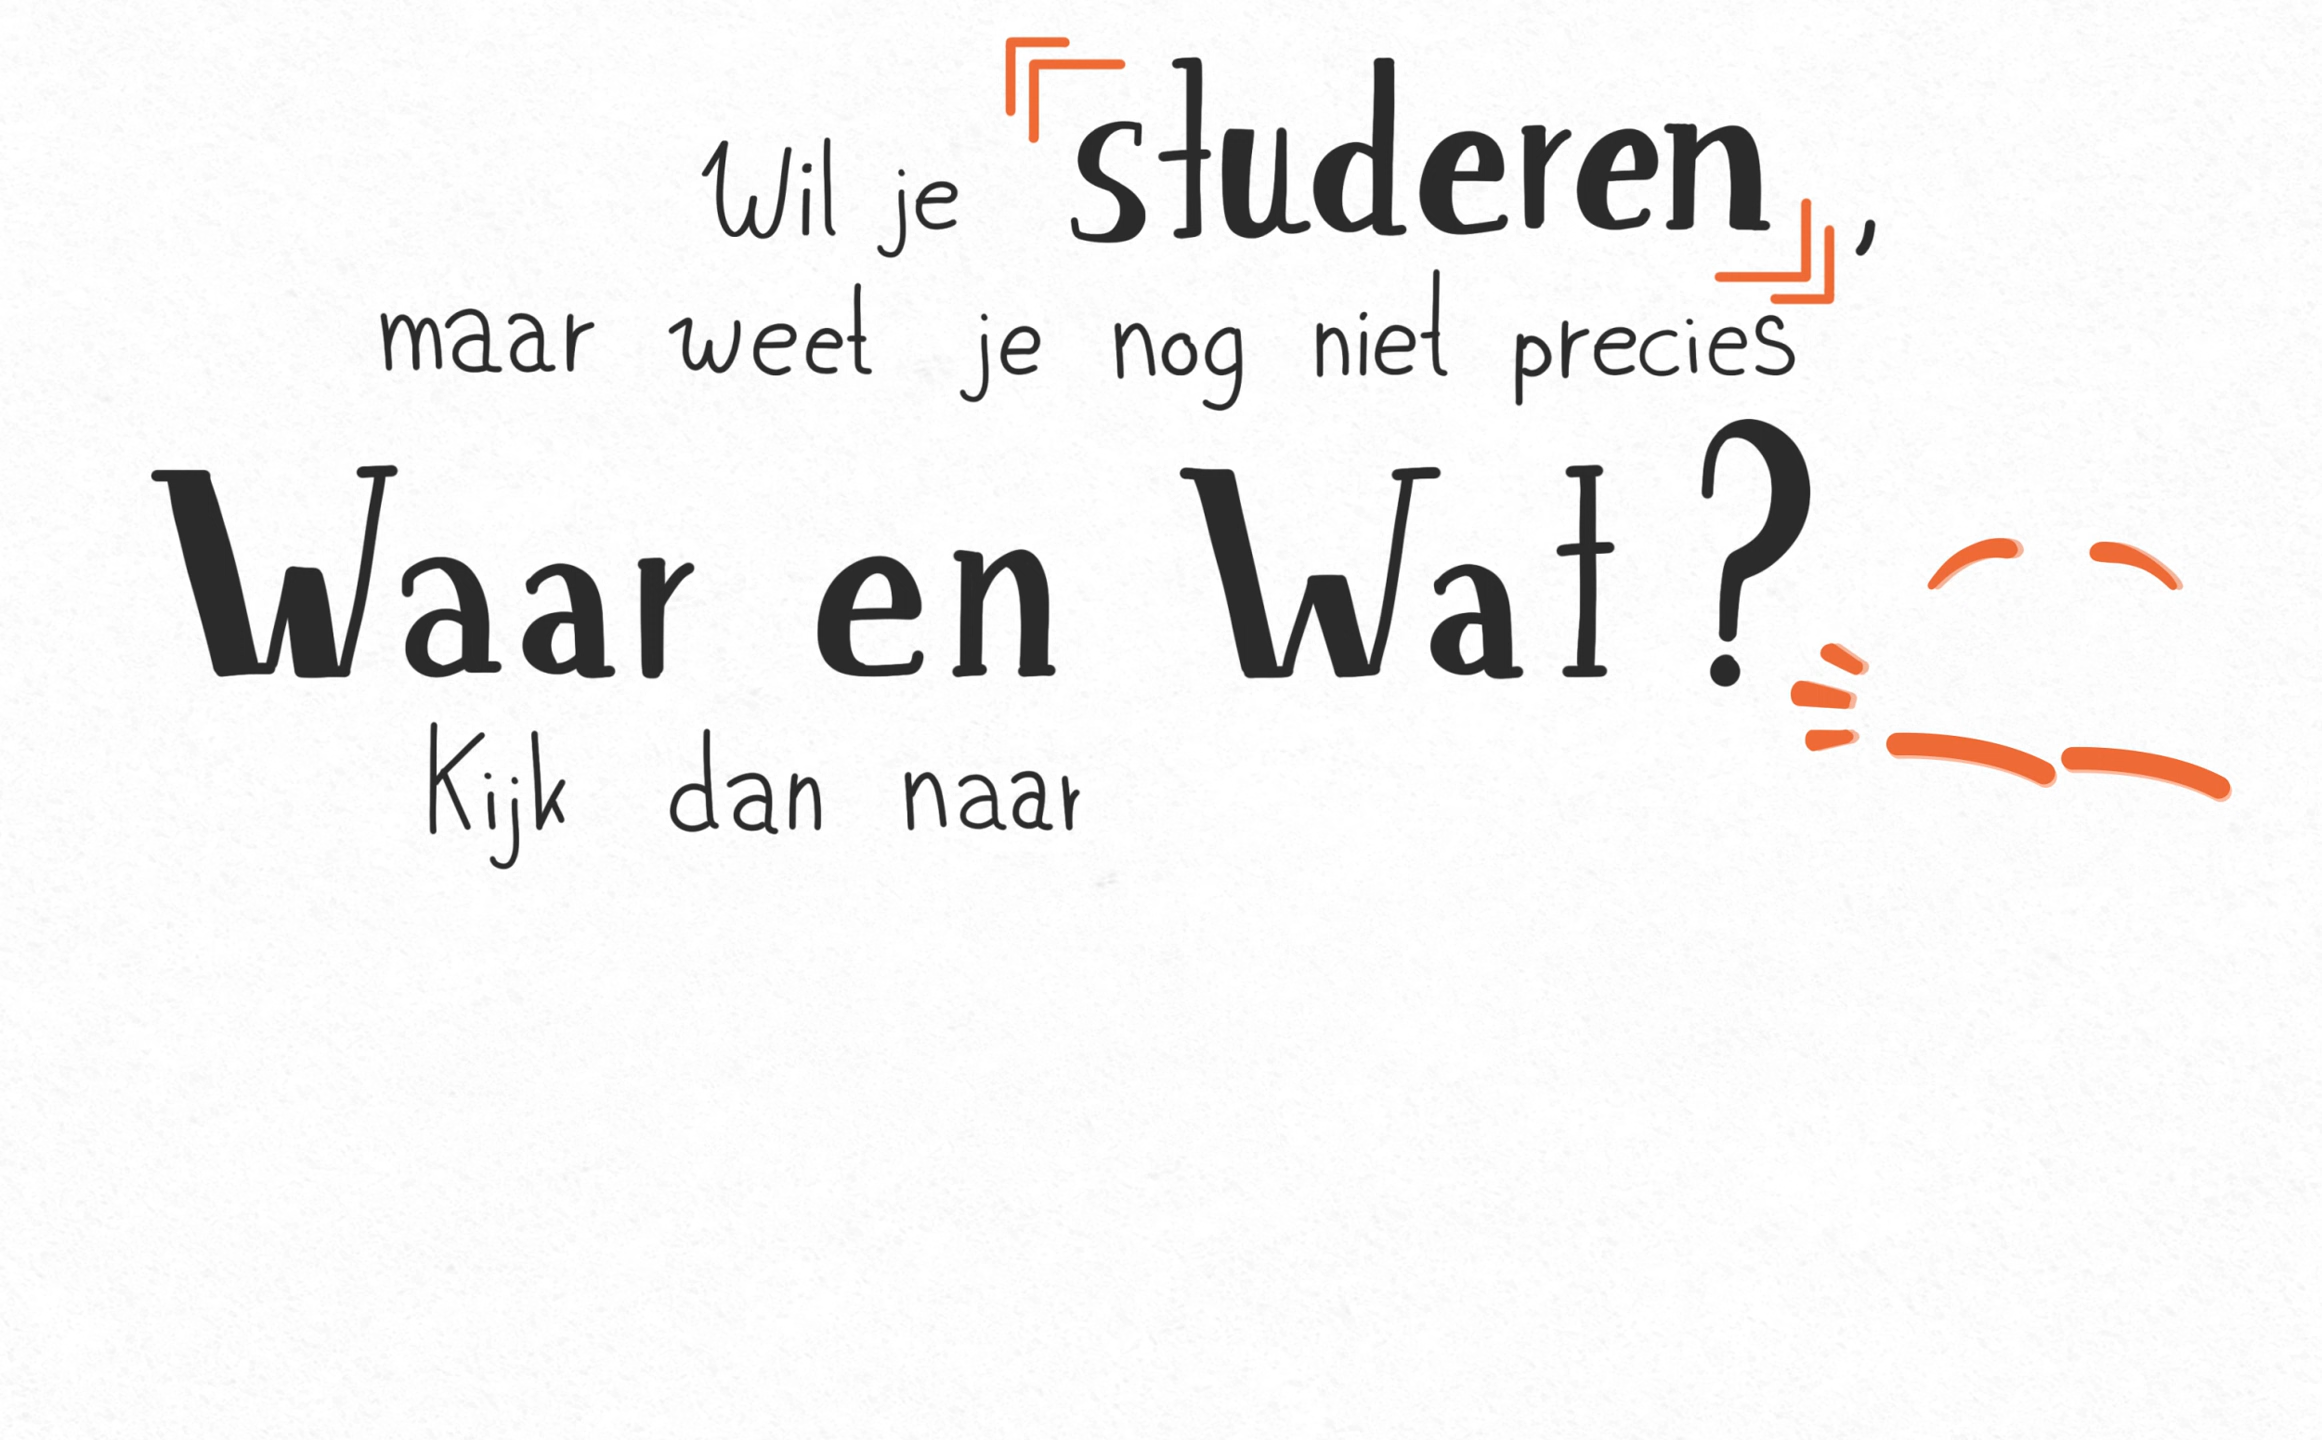 Wil je studeren,
maar weet je nog niet precies
Waar en Wat?
Kijk dan naar